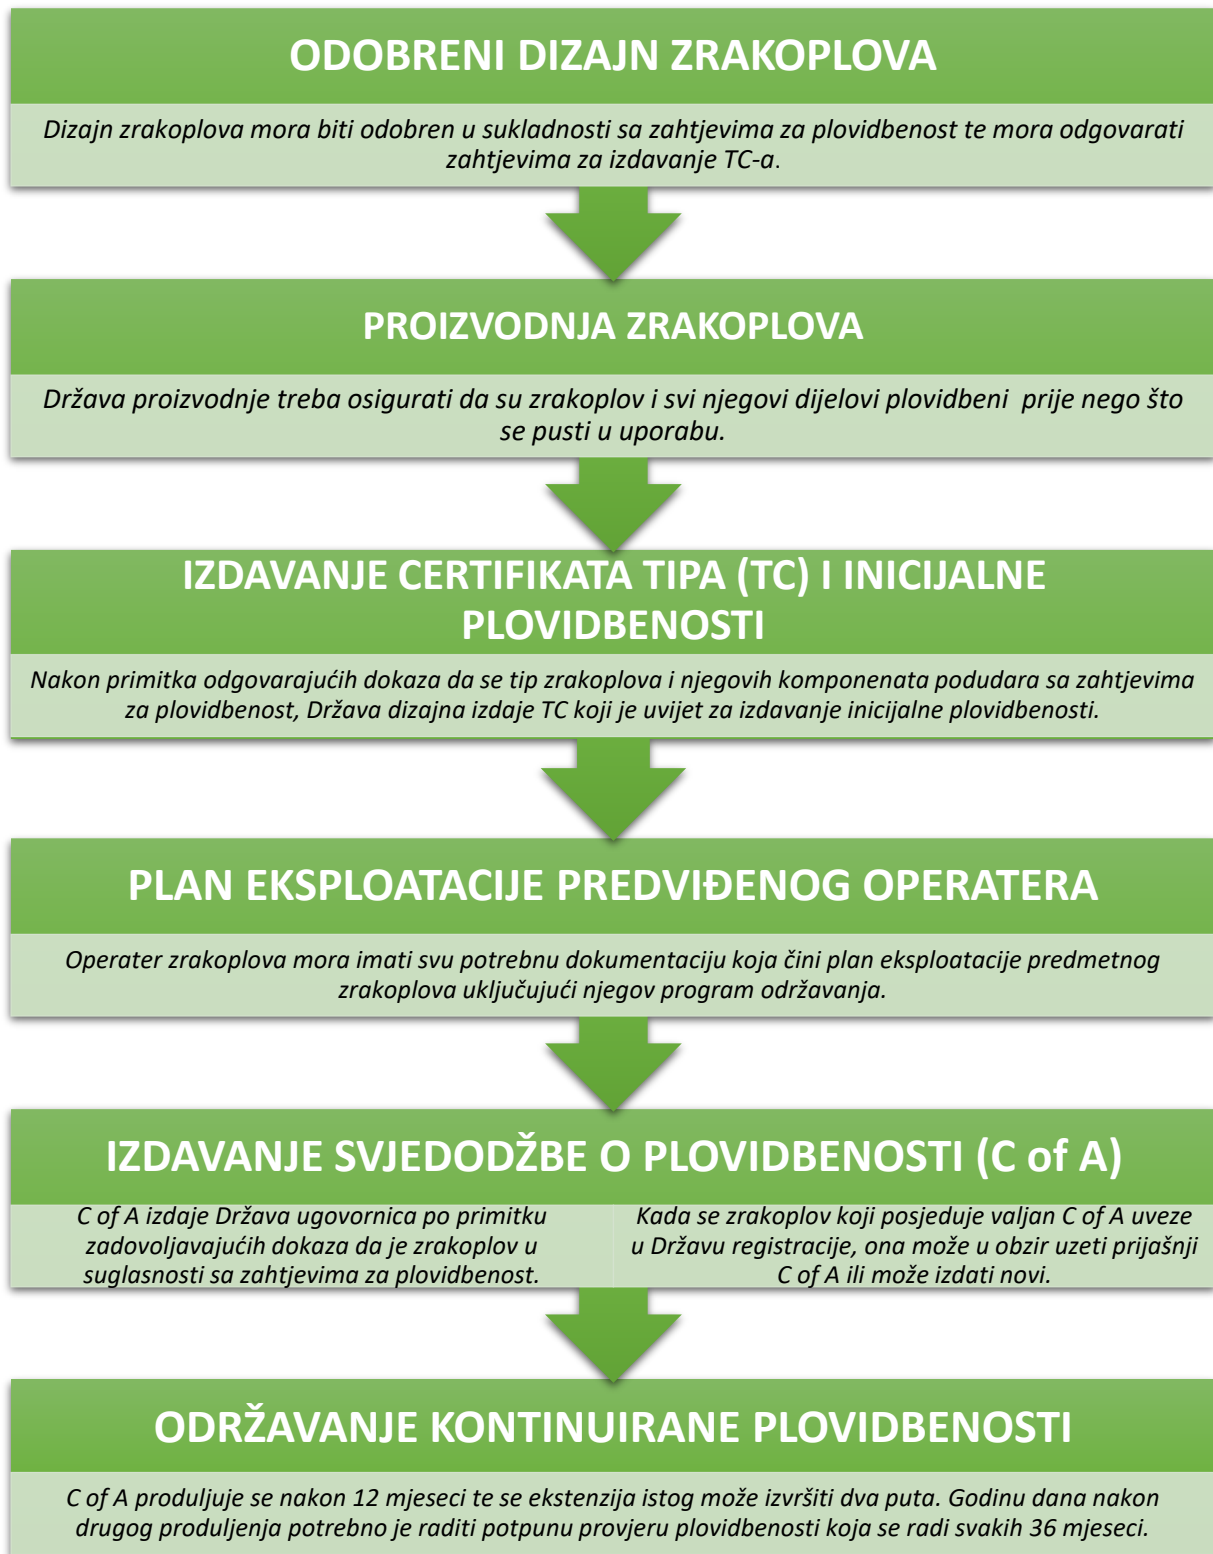 ODOBRENI DIZAJN ZRAKOPLOVA
Dizajn zrakoplova mora biti odobren u sukladnosti sa zahtjevima za plovidbenost te mora odgovarati
zahtjevima za izdavanje TC-a.
PROIZVODNJA ZRAKOPLOVA
Država proizvodnje treba osigurati da su zrakoplov i svi njegovi dijelovi plovidbeni prije nego što
se pusti u uporabu.
IZDAVANJE CERTIFIKATA TIPA (TC) I INICIJALNE
PLOVIDBENOSTI
Nakon primitka odgovarajućih dokaza da se tip zrakoplova i njegovih komponenata podudara sa zahtjevima
za plovidbenost, Država dizajna izdaje TC koji je uvijet za izdavanje inicijalne plovidbenosti.
PLAN EKSPLOATACIJE PREDVIĐENOG OPERATERA
Operater zrakoplova mora imati svu potrebnu dokumentaciju koja čini plan eksploatacije predmetnog
zrakoplova uključujući njegov program održavanja.
IZDAVANJE SVJEDODŽBE O PLOVIDBENOSTI (C of A)
C of A izdaje Država ugovornica po primitku
zadovoljavajućih dokaza da je zrakoplov u
suglasnosti sa zahtjevima za plovidbenost.
Kada se zrakoplov koji posjeduje valjan C of A uveze
u Državu registracije, ona može u obzir uzeti prijašnji
C of A ili može izdati novi.
ODRŽAVANJE KONTINUIRANE PLOVIDBENOSTI
C of A produljuje se nakon 12 mjeseci te se ekstenzija istog može izvršiti dva puta. Godinu dana nakon
drugog produljenja potrebno je raditi potpunu provjeru plovidbenosti koja se radi svakih 36 mjeseci.